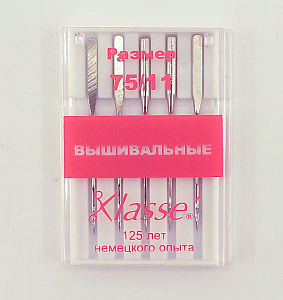 Размер
75/11
ВЫШИВАЛЬНЫЕ
Klasse®
125 лет
немецкого опыта